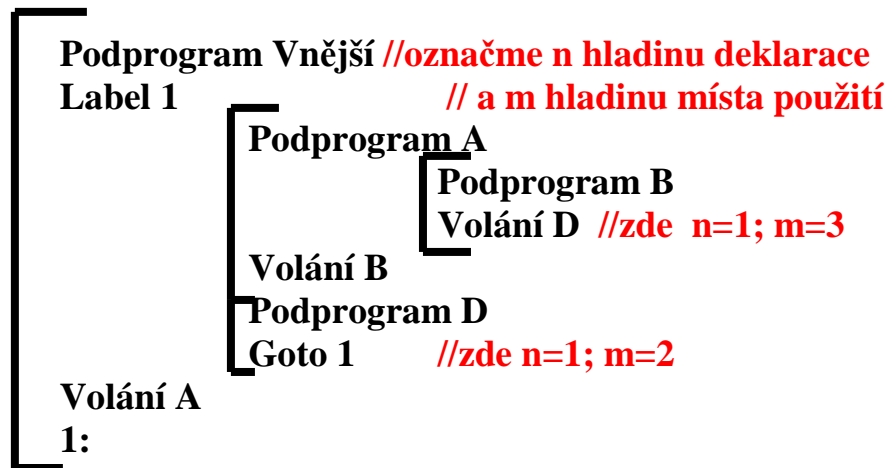 Podprogram Vnější //označme n hladinu deklarace
Label 1 // a m hladinu místa použití
Podprogram A
Podprogram B
Volání D //zde n=1; m=3
Volání B
Podprogram D
Goto 1 //zde n=1; m=2
Volání A
1: